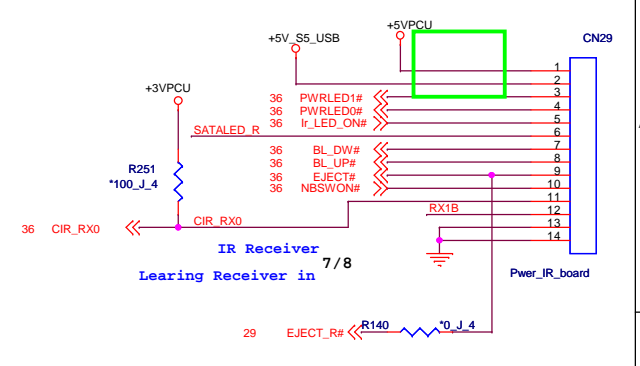 +5VPCU
+5V_S5_USB
CN29
+3VPCU
1
2
3
36 PWRLED1#
4
36 PWRLED0#
5
36 Ir_LED_ON#
6
SATALED_R
7
36 BL_DW#
8
36 BL_UP#
9
36 EJECT#
10
36 NBSWON#
R251
*100_J_4
11
RX1B
12
13
14
36 CIR_RX0
CIR_RX0
IR Receiver
7/8
Learing Receiver in
Pwer_IR_board
29 EJECT_R#
R140
*0_J_4